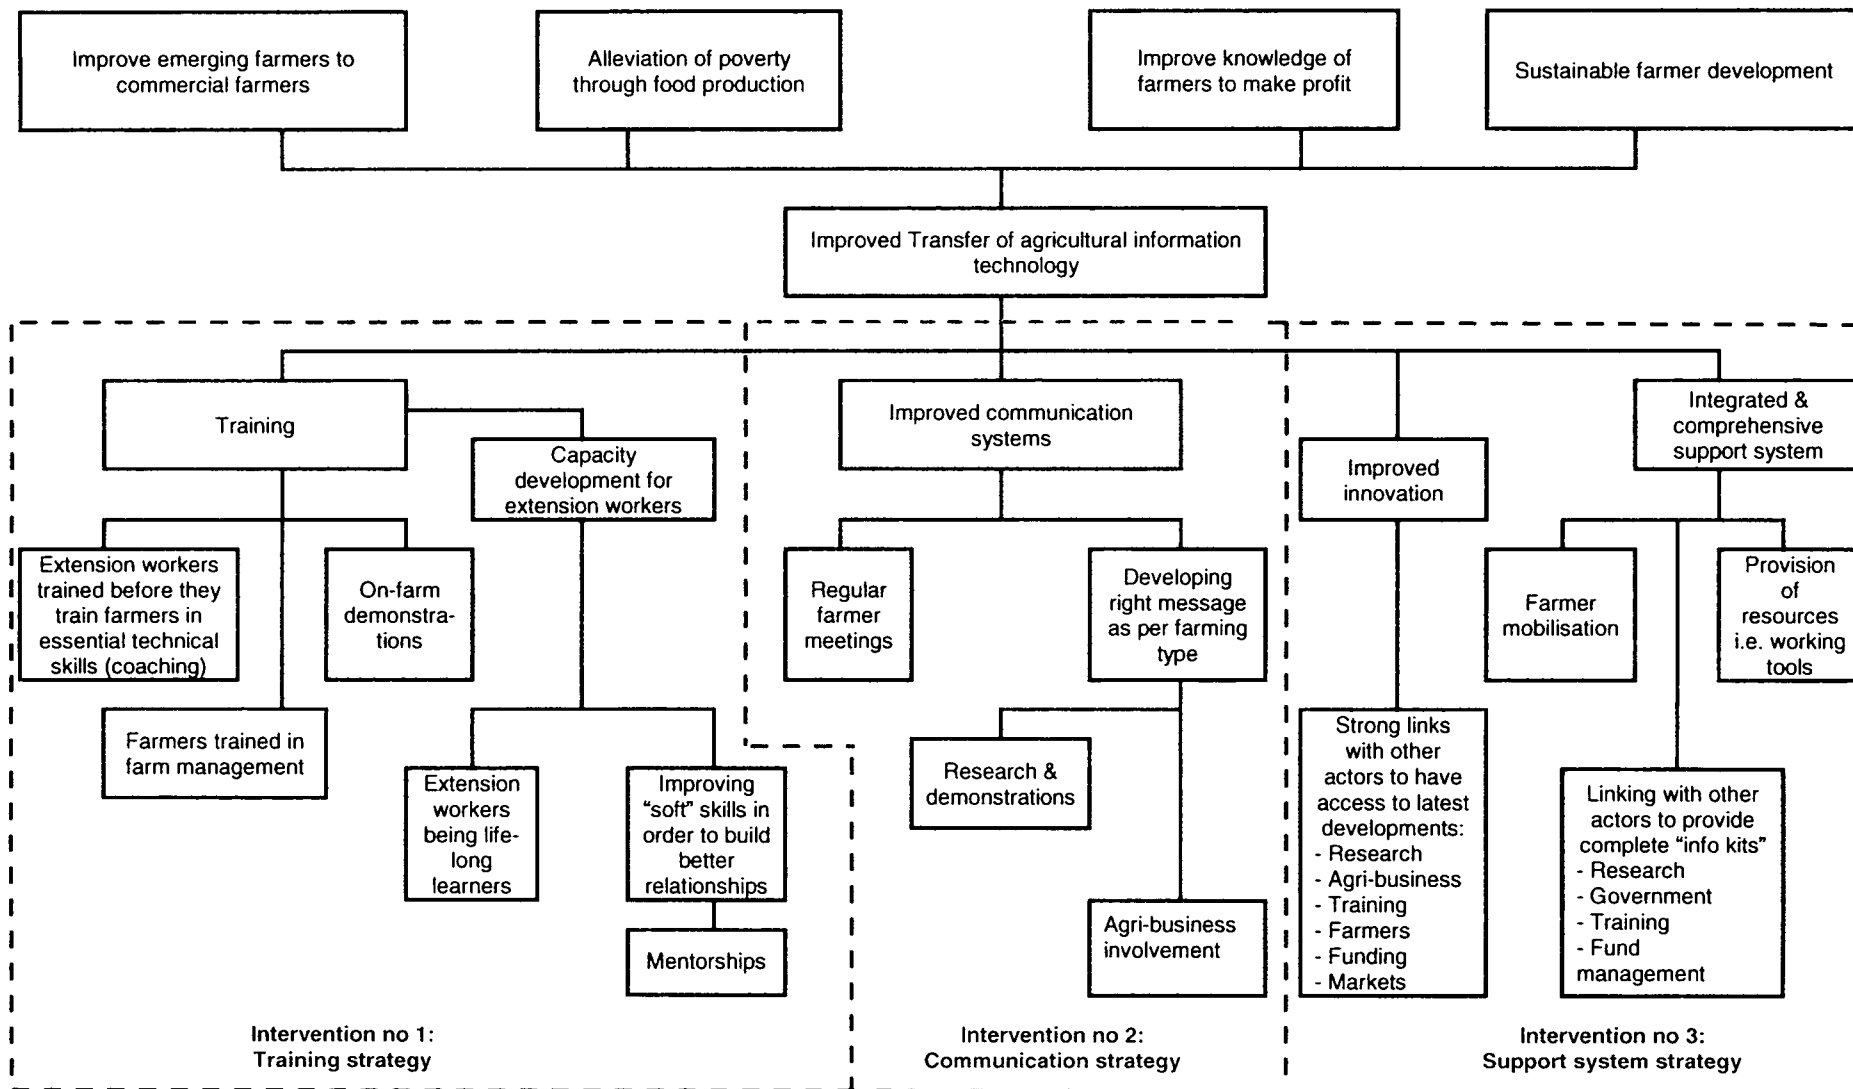 Improve emerging farmers to
commercial farmers
Alleviation of poverty
through food production
Improve knowledge of
farmers to make profit
Sustainable farmer development
Improved Transfer of agricultural information
technology
Training
Capacity
development for
extension workers
Extension workers
trained before they
train farmers in
essential technical
skills (coaching)
On-farm
demonstra-
tions
Farmers trained in
farm management
Extension
workers
being life-
long
learners
Improving
“soft” skills in
order to build
better
relationships
Mentorships
Intervention no 1:
Training strategy
Improved communication
systems
Regular
farmer
meetings
Developing
right message
as per farming
type
Research &
demonstrations
Agri-business
involvement
Intervention no 2:
Communication strategy
Improved
innovation
Integrated &
comprehensive
support system
Strong links
with other
actors to have
access to latest
developments:
- Research
- Agri-business
- Training
- Farmers
- Funding
- Markets
Farmer
mobilisation
Provision
of
resources
i.e. working
tools
Linking with other
actors to provide
complete “info kits”
- Research
- Government
- Training
- Fund
management
Intervention no 3:
Support system strategy